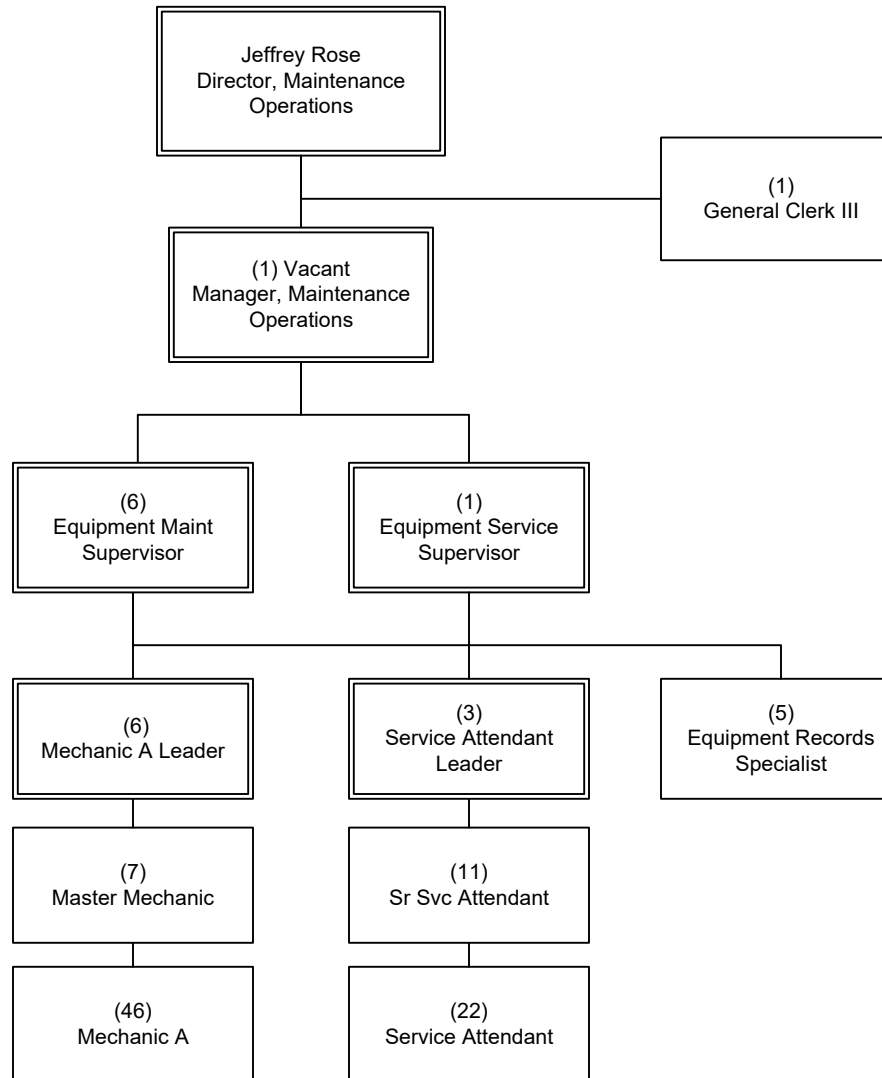 Jeffrey Rose
Director, Maintenance
Operations
(1)
General Clerk III
(1) Vacant
Manager, Maintenance
Operations
(6)
Equipment Maint
Supervisor
(1)
Equipment Service
Supervisor
(6)
Mechanic A Leader
(3)
Service Attendant
Leader
(5)
Equipment Records
Specialist
(7)
Master Mechanic
(11)
Sr Svc Attendant
(46)
Mechanic A
(22)
Service Attendant